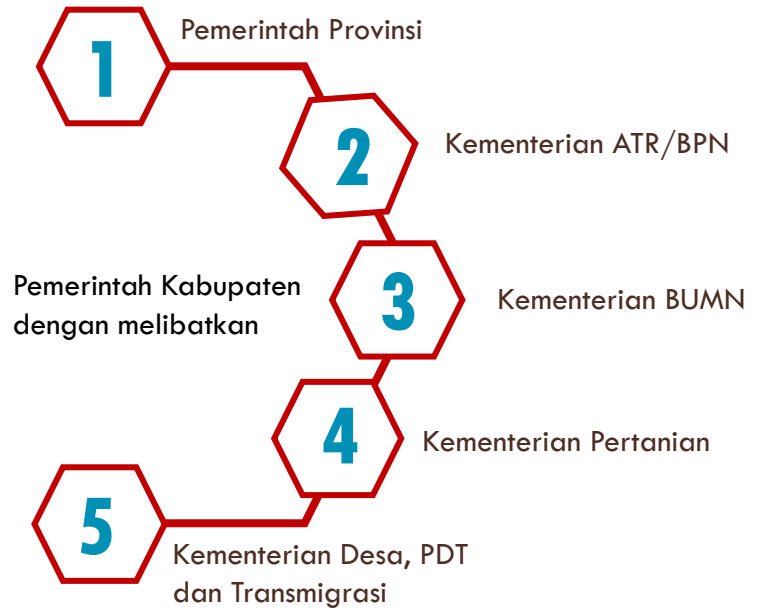 1
Pemerintah Provinsi
2
Kementerian ATR/BPN
Pemerintah Kabupaten
dengan melibatkan
3
Kementerian BUMN
4
Kementerian Pertanian
5
Kementerian Desa, PDT
dan Transmigrasi